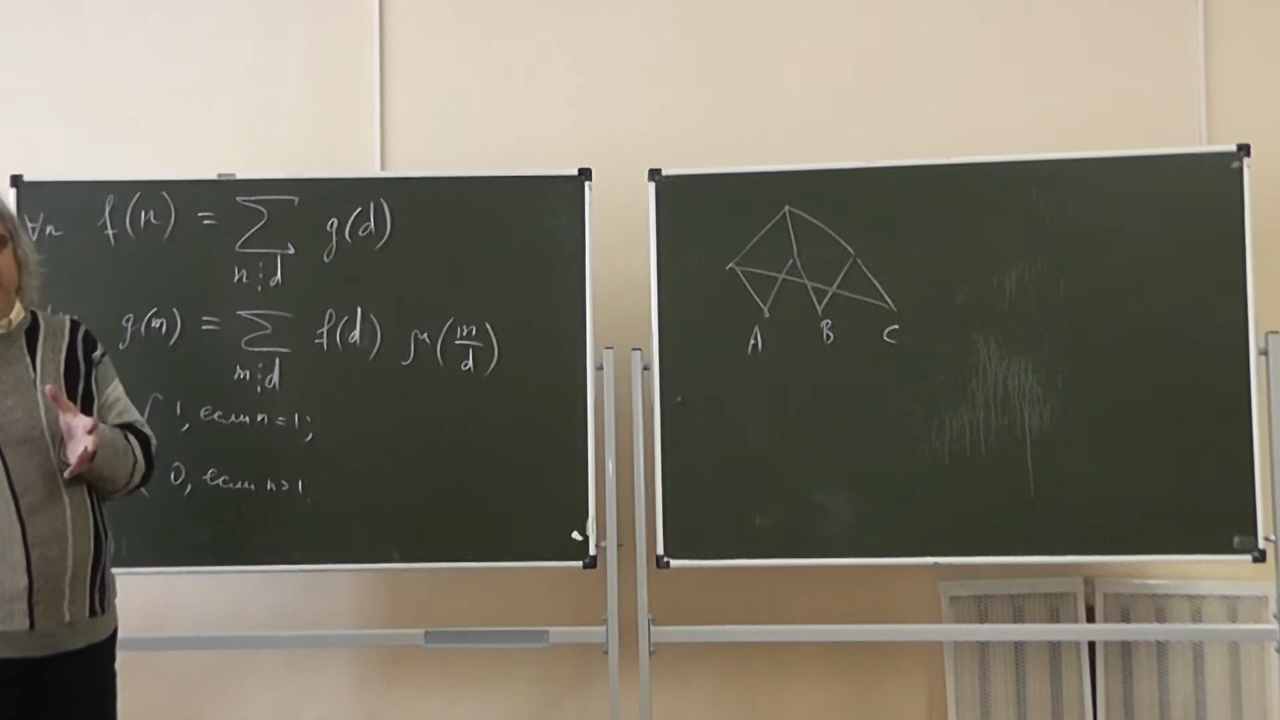 ∀n f(n) = ∑ g(d)
n⋮d
g(m) = ∑ f(d) μ(m/d)
m⋮d
{ 1, если n = 1;
0, если n > 1
A B C